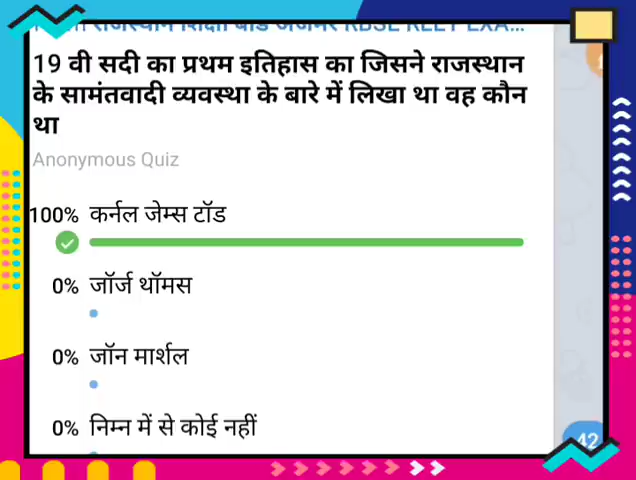 19 वी सदी का प्रथम इतिहास का जिसने राजस्थान
के सामंतवादी व्यवस्था के बारे में लिखा था वह कौन
था
Anonymous Quiz
100% कर्नल जेम्स टॉड
0% जॉर्ज थॉमस
0% जॉन मार्शल
0% निम्न में से कोई नहीं
42